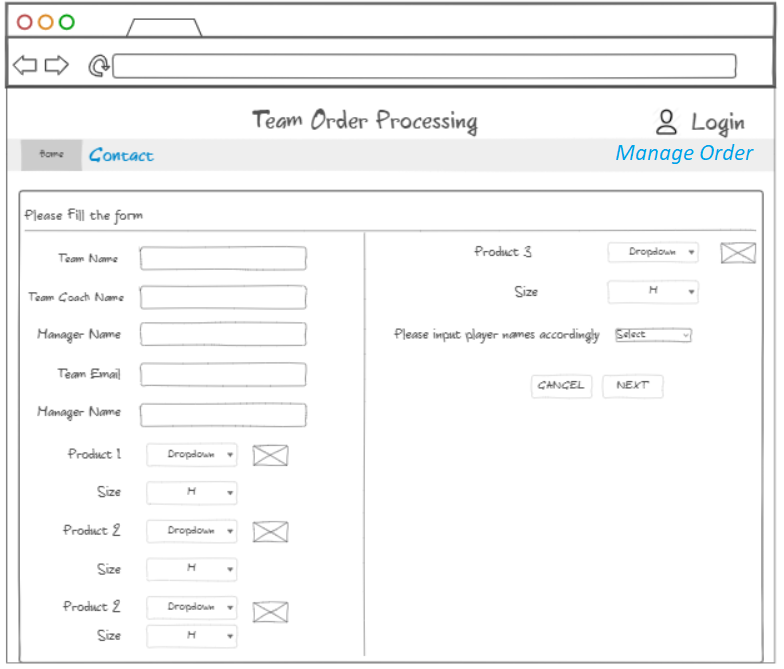 Team Order Processing
Login
Home
Contact
Manage Order
Please Fill the form
Team Name
Team Coach Name
Manager Name
Team Email
Manager Name
Product 1
Dropdown
Size
M
Product 2
Dropdown
Size
M
Product 2
Dropdown
Size
M
Product 3
Dropdown
Size
M
Please input player names accordingly
Select
CANCEL
NEXT